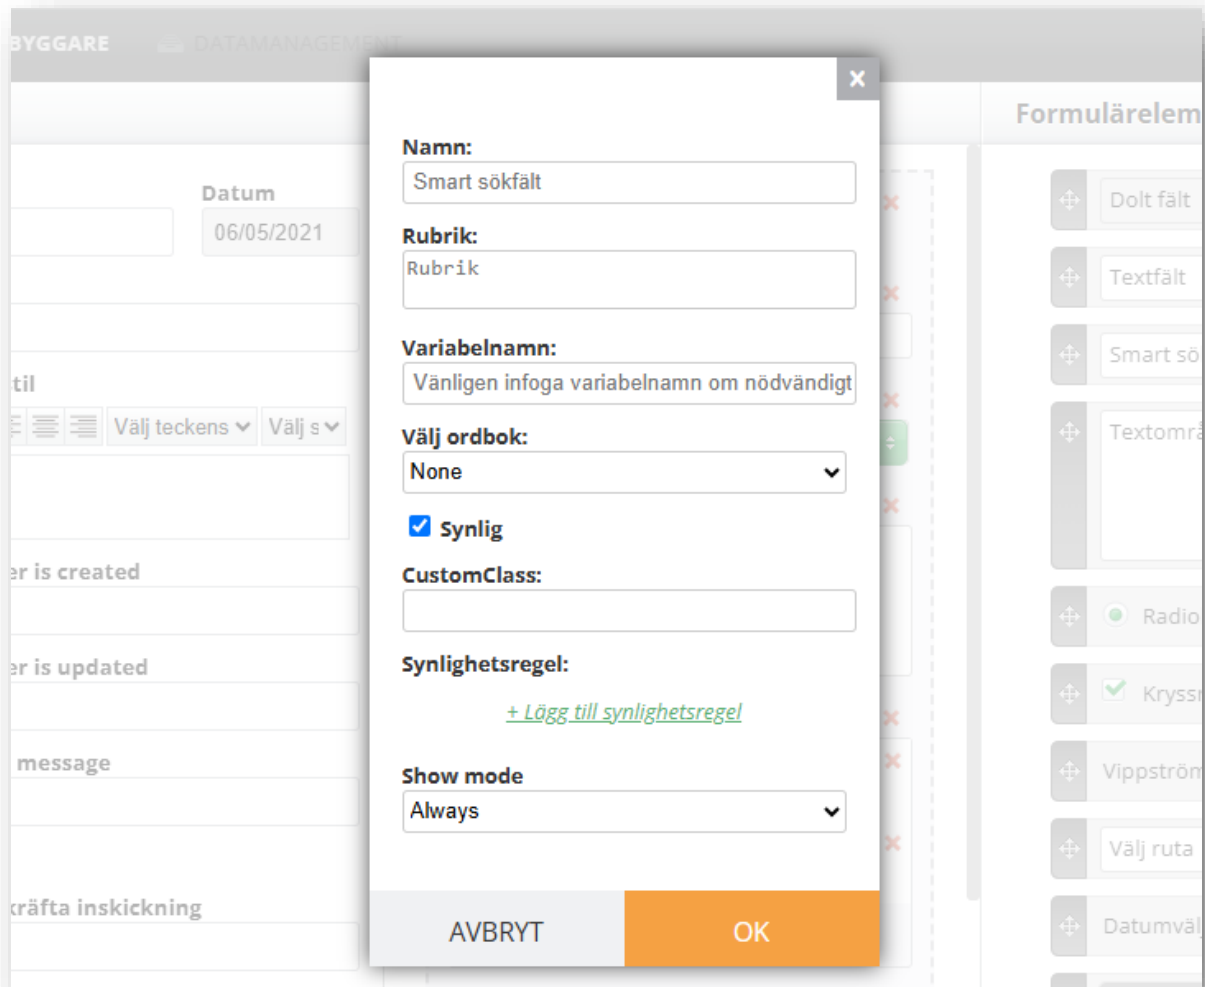 BYGGARE DATAMANAGEMENT
Formulärelem
Datum
06/05/2021
til
Välj teckens Välj s
er is created
er is updated
message
kräfta inskickning
x
Namn:
Smart sökfält
Rubrik:
Rubrik
Variabelnamn:
Vänligen infoga variabelnamn om nödvändigt
Välj ordbok:
None
Synlig
CustomClass:
Synlighetsregel:
+ Lägg till synlighetsregel
Show mode
Always
AVBRYT OK
Dolt fält
Textfält
Smart sö
Textområ
Radio
Kryssr
Vippström
Välj ruta
Datumväl